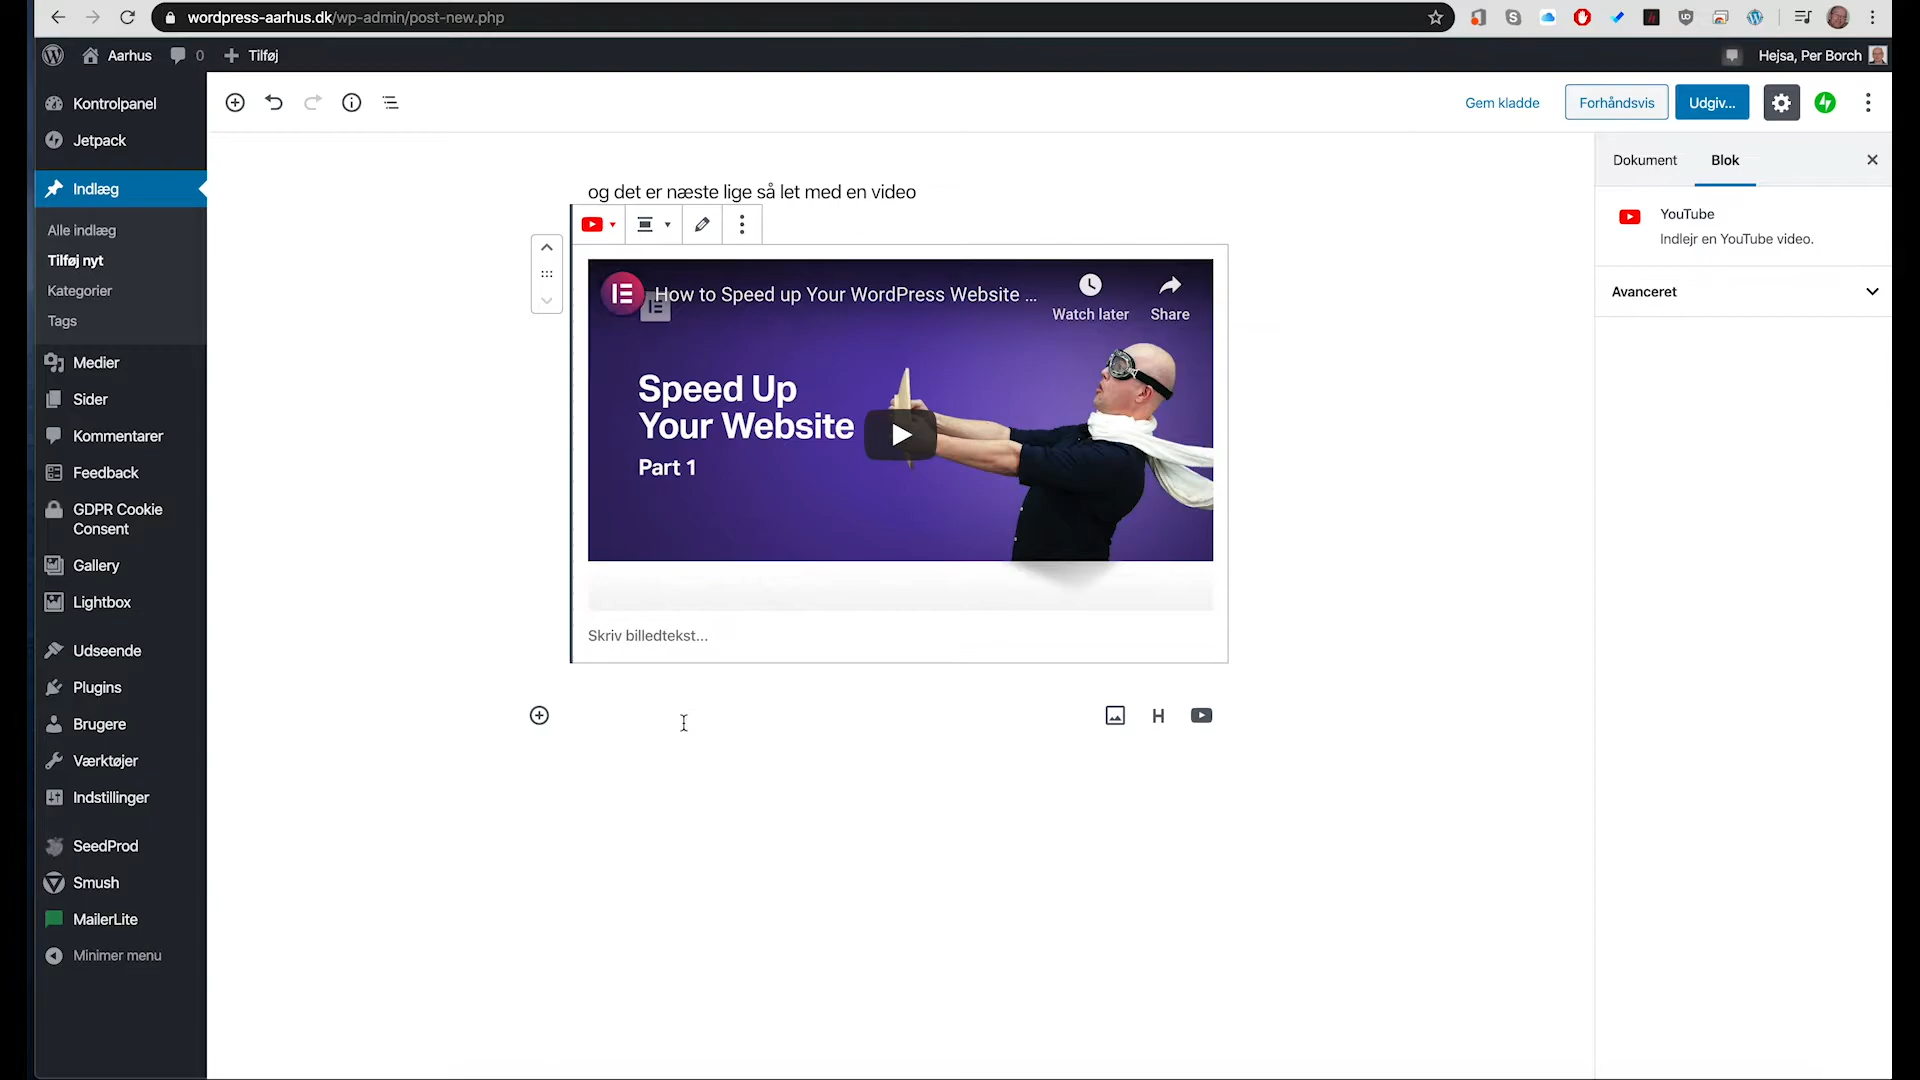 wordpress-aarhus.dk/wp-admin/post-new.php
Aarhus
0
Tilføj
Hejsa, Per Borch
Kontrolpanel
Jetpack
Indlæg
Alle indlæg
Tilføj nyt
Kategorier
Tags
Medier
Sider
Kommentarer
Feedback
GDPR Cookie
Consent
Gallery
Lightbox
Udseende
Plugins
Brugere
Værktøjer
Indstillinger
SeedProd
Smush
MailerLite
Minimer menu
Gem kladde
Forhåndsvis
Udgiv...
og det er næste lige så let med en video
How to Speed up Your WordPress Website ...
Watch later
Share
Speed Up
Your Website
Part 1
Skriv billedtekst...
H
Dokument
Blok
YouTube
Indlejr en YouTube video.
Avanceret